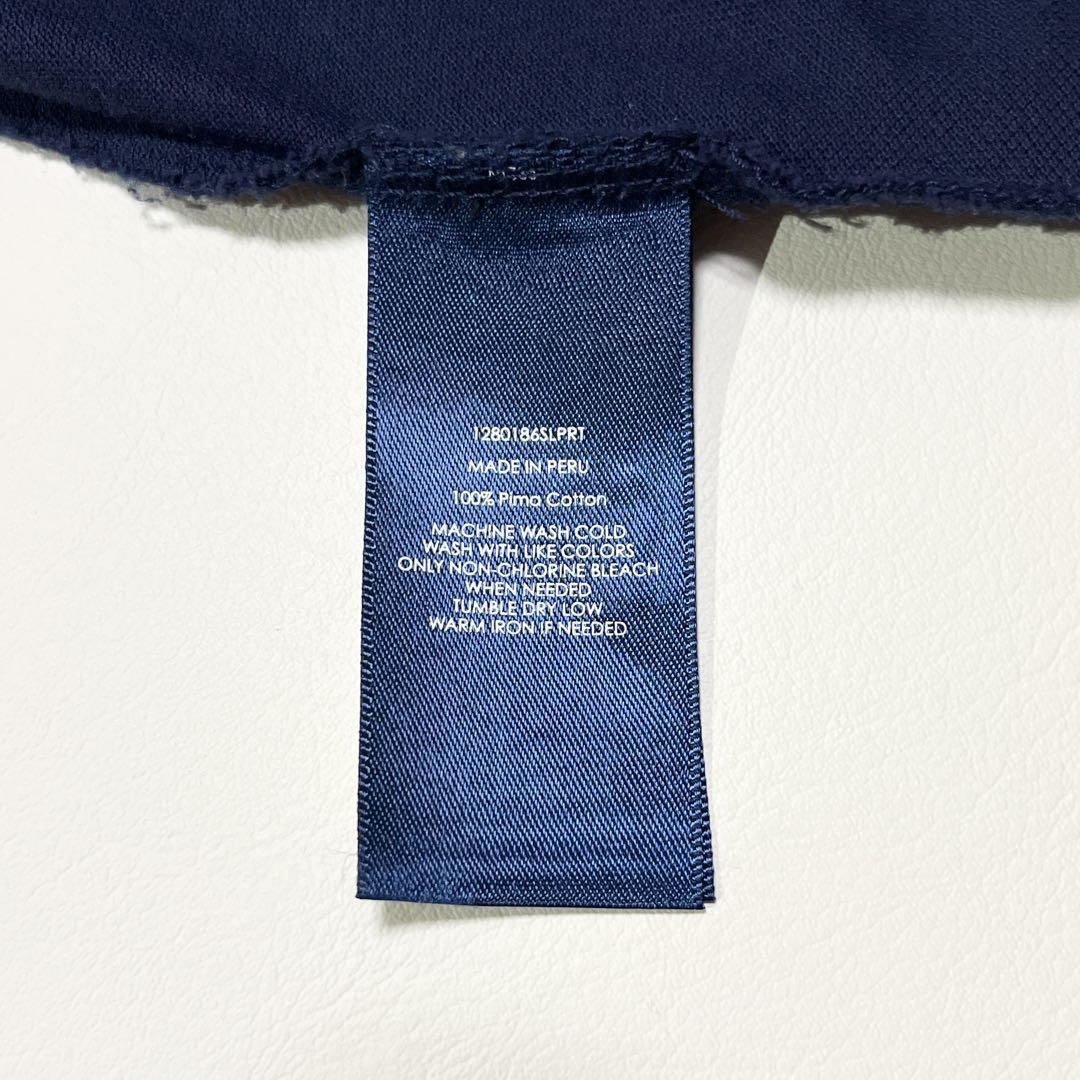 1280186SLPRT
MADE IN PERU
100% Pima Cotton
MACHINE WASH COLD
WASH WITH LIKE COLORS
ONLY NON-CHLORINE BLEACH
WHEN NEEDED
TUMBLE DRY LOW
WARM IRON IF NEEDED